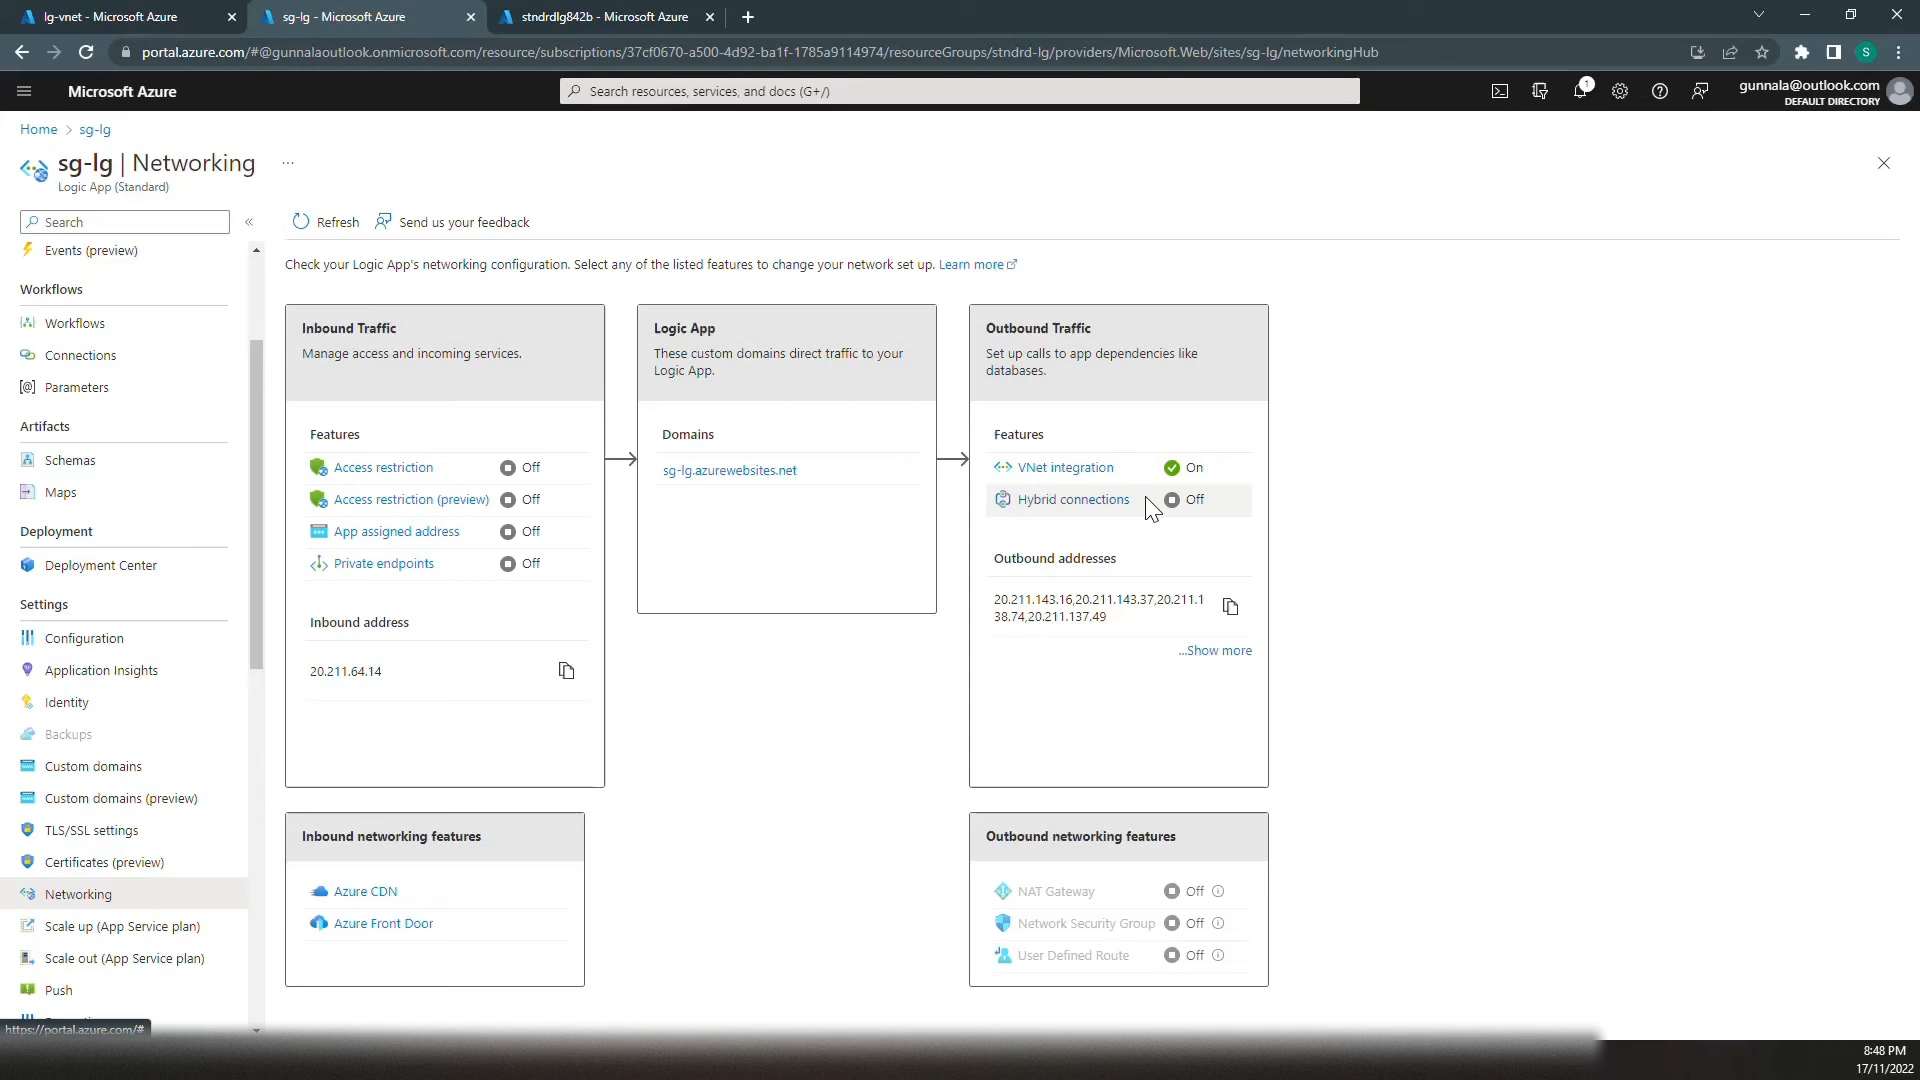 lg-vnet - Microsoft Azure
sg-lg - Microsoft Azure
stndrdlg842b - Microsoft Azure
portal.azure.com/#@gunnalaoutlook.onmicrosoft.com/resource/subscriptions/37cf0670-a500-4d92-ba1f-1785a9114974/resourceGroups/stndrd-lg/providers/Microsoft.Web/sites/sg-lg/networkingHub
S
Microsoft Azure
Search resources, services, and docs (G+/)
1
gunnala@outlook.com
DEFAULT DIRECTORY
Home > sg-lg
sg-lg | Networking
...
Logic App (Standard)
Search
«
Events (preview)
Workflows
Workflows
Connections
Parameters
Artifacts
Schemas
Maps
Deployment
Deployment Center
Settings
Configuration
Application Insights
Identity
Backups
Custom domains
Custom domains (preview)
TLS/SSL settings
Certificates (preview)
Networking
Scale up (App Service plan)
Scale out (App Service plan)
Push
https://portal.azure.com/#
Refresh
Send us your feedback
Check your Logic App's networking configuration. Select any of the listed features to change your network set up. Learn more
Inbound Traffic
Manage access and incoming services.
Features
Access restriction Off
Access restriction (preview) Off
App assigned address Off
Private endpoints Off
Inbound address
20.211.64.14
Logic App
These custom domains direct traffic to your
Logic App.
Domains
sg-lg.azurewebsites.net
Outbound Traffic
Set up calls to app dependencies like
databases.
Features
VNet integration On
Hybrid connections Off
Outbound addresses
20.211.143.16,20.211.143.37,20.211.1
38.74,20.211.137.49
...Show more
Inbound networking features
Azure CDN
Azure Front Door
Outbound networking features
NAT Gateway Off
Network Security Group Off
User Defined Route Off
8:48 PM
17/11/2022